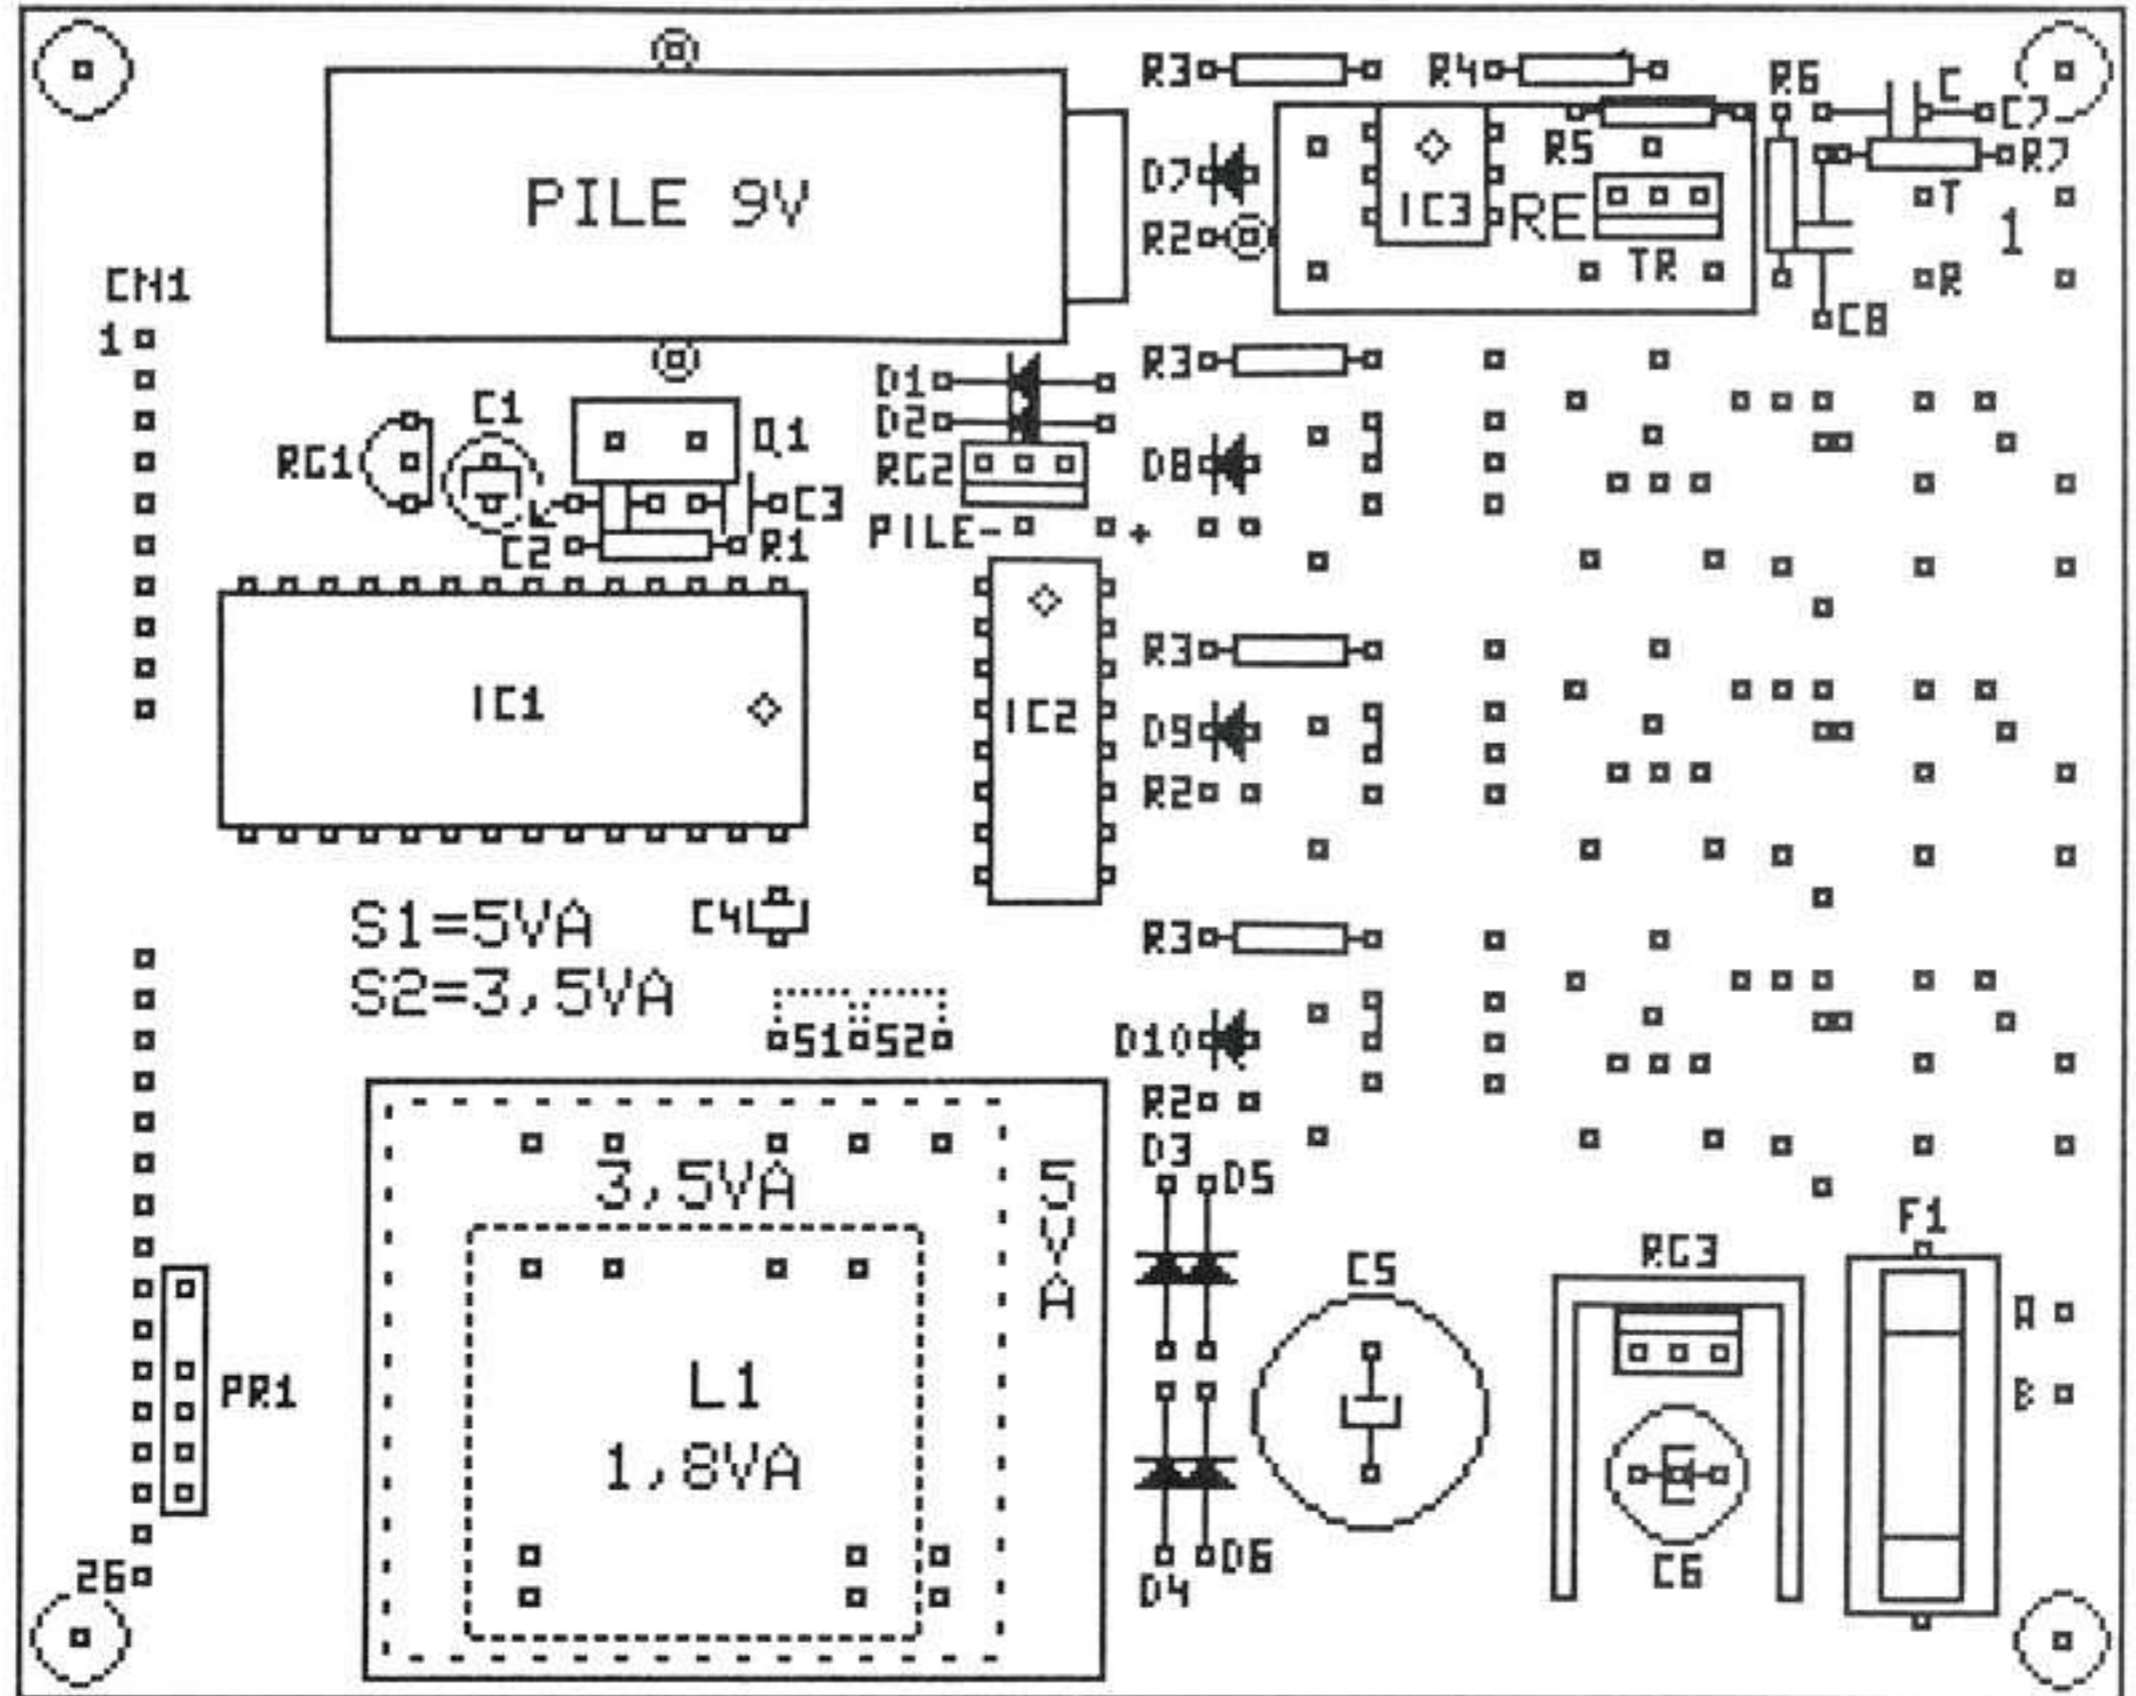 R3
R4
R6
C
C7
R5
R7
D7
IC3
PILE 9V
RE
T
1
R2
TR
R
CN1
C8
1
R3
D1
C1
D2
Q1
RG1
RG2
D8
C3
PILE-
+
C2
R1
R3
IC1
IC2
D9
R2
S1=5VA
C4
R3
S2=3,5VA
S1
S2
D10
R2
D3
3,5VA
5VA
D5
F1
RG3
C5
A
L1
PR1
B
1,8VA
D6
C6
26
D4